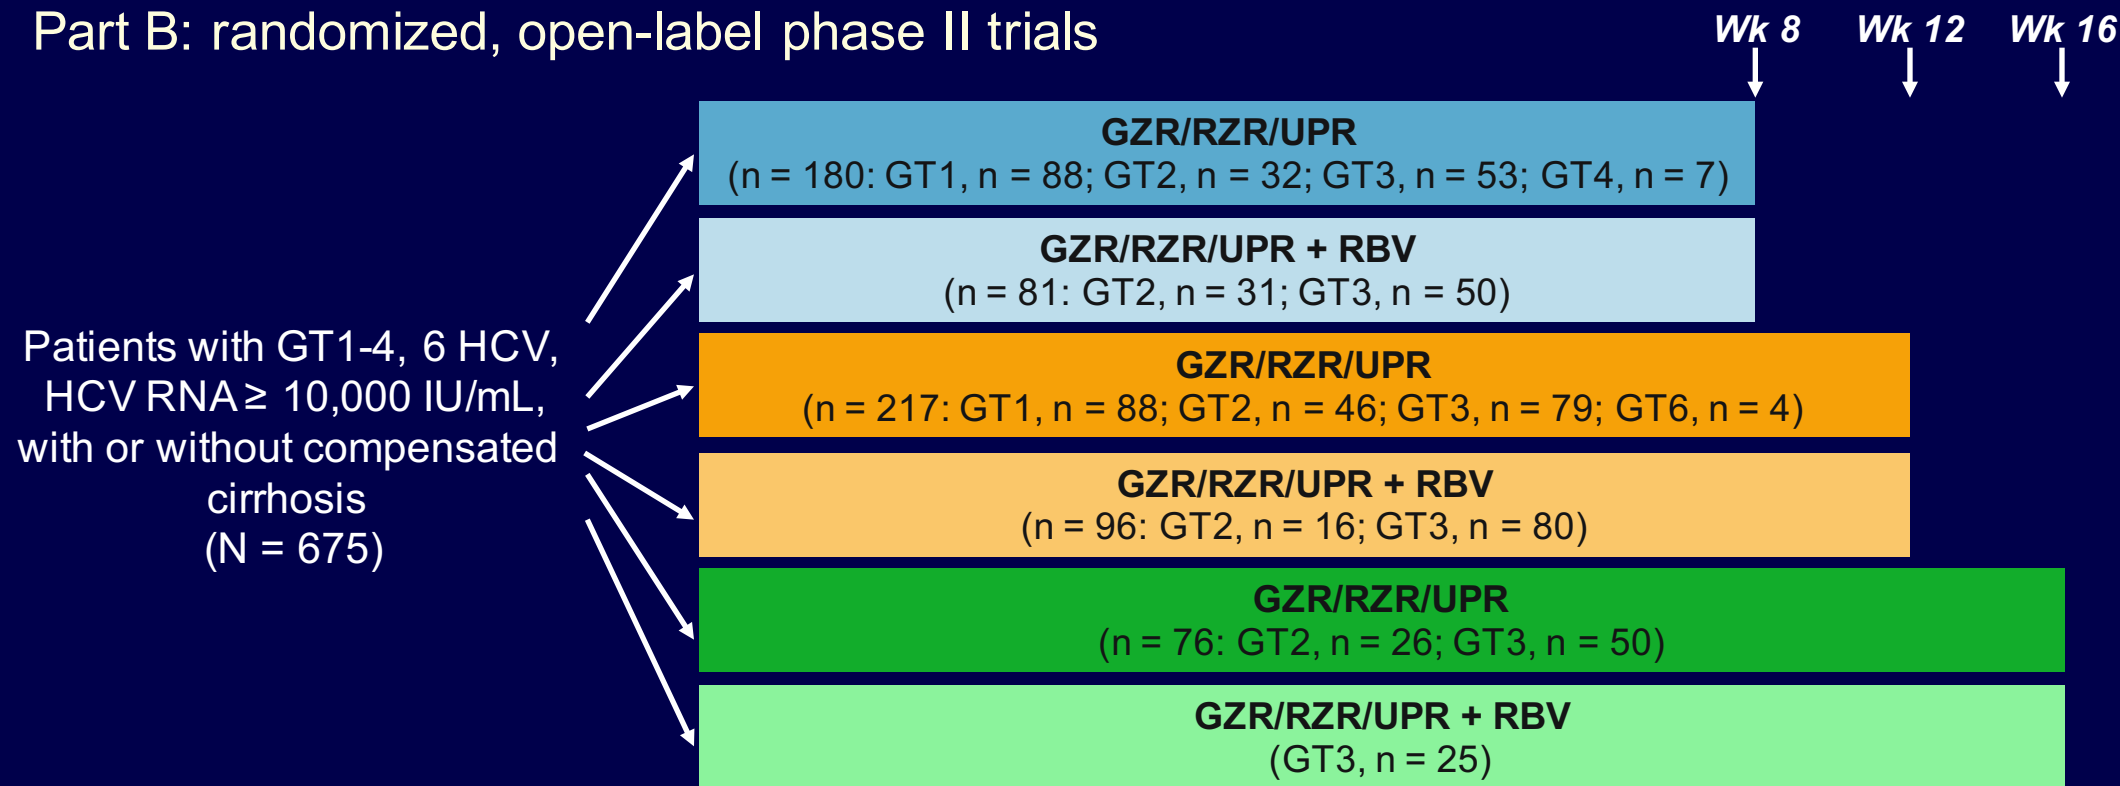 Part B: randomized, open-label phase II trials
Wk 8 Wk 12 Wk 16
GZR/RZR/UPR
(n = 180: GT1, n = 88; GT2, n = 32; GT3, n = 53; GT4, n = 7)
GZR/RZR/UPR + RBV
(n = 81: GT2, n = 31; GT3, n = 50)
Patients with GT1-4, 6 HCV,
HCV RNA ≥ 10,000 IU/mL,
with or without compensated
cirrhosis
(N = 675)
GZR/RZR/UPR
(n = 217: GT1, n = 88; GT2, n = 46; GT3, n = 79; GT6, n = 4)
GZR/RZR/UPR + RBV
(n = 96: GT2, n = 16; GT3, n = 80)
GZR/RZR/UPR
(n = 76: GT2, n = 26; GT3, n = 50)
GZR/RZR/UPR + RBV
(GT3, n = 25)